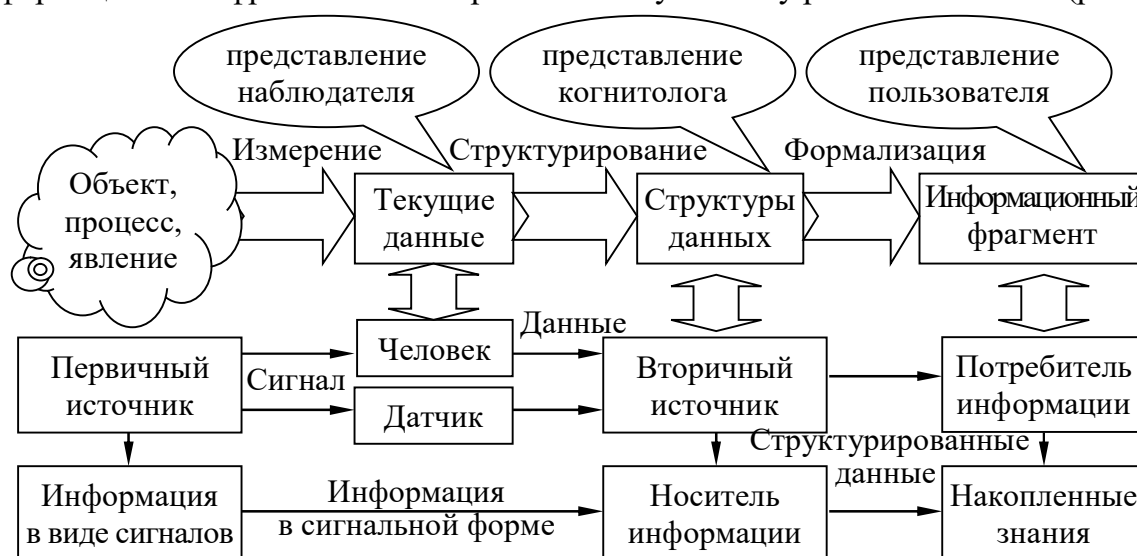 представление
наблюдателя
представление
когнитолога
представление
пользователя
Измерение
Структурирование
Формализация
Объект,
процесс,
явление
Текущие
данные
Структуры
данных
Информационный
фрагмент
Данные
Человек
Первичный
источник
Сигнал
Датчик
Вторичный
источник
Потребитель
информации
Структурированные
данные
Информация
в виде сигналов
Информация
в сигнальной форме
Носитель
информации
Накопленные
знания